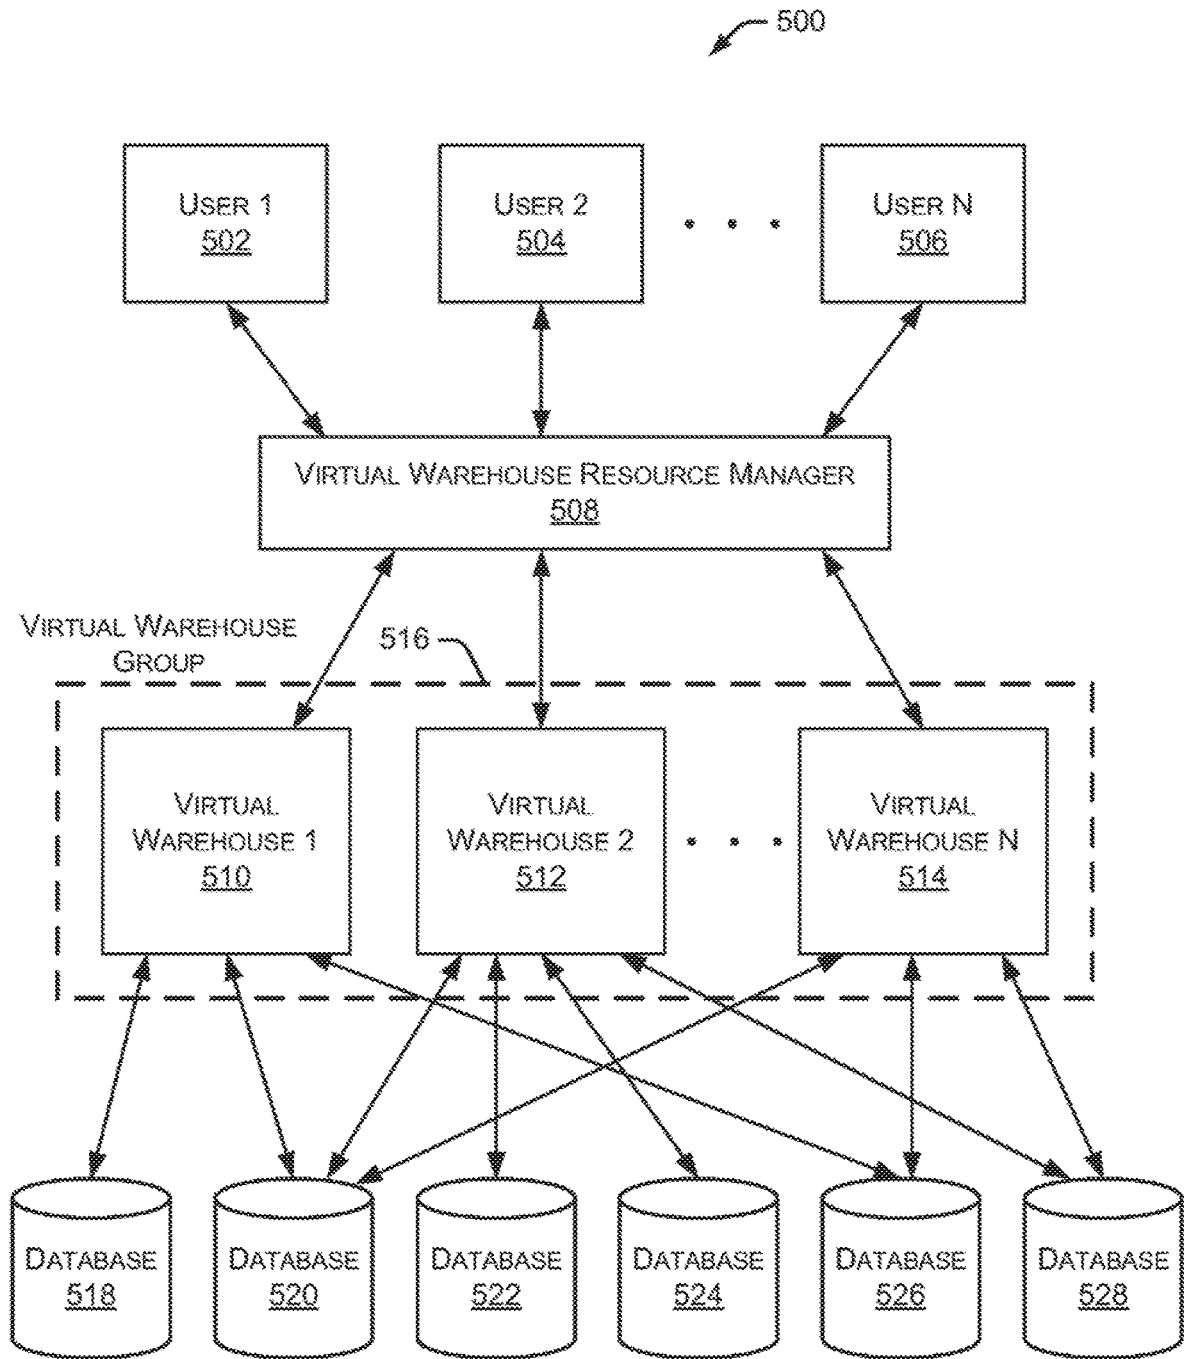 500
USER 1
502
USER 2
504
USER N
506
VIRTUAL WAREHOUSE RESOURCE MANAGER
508
VIRTUAL WAREHOUSE
GROUP
516
VIRTUAL
WAREHOUSE 1
510
VIRTUAL
WAREHOUSE 2
512
VIRTUAL
WAREHOUSE N
514
DATABASE
518
DATABASE
520
DATABASE
522
DATABASE
524
DATABASE
526
DATABASE
528